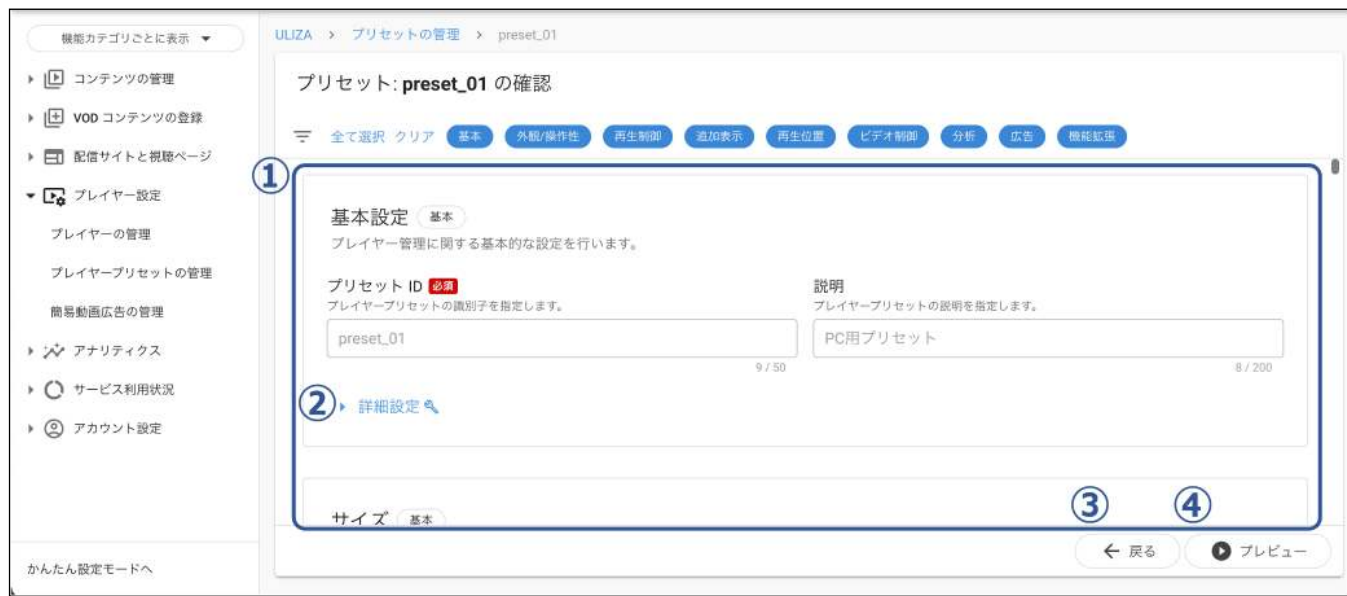 機能カテゴリごとに表示
コンテンツの管理
VOD コンテンツの登録
配信サイトと視聴ページ
プレイヤー設定
プレイヤーの管理
プレイヤープリセットの管理
簡易動画広告の管理
アナリティクス
サービス利用状況
アカウント設定
かんたん設定モードへ
ULIZA > プリセットの管理 > preset_01
プリセット: preset_01 の確認
全て選択 クリア 基本 外観/操作性 再生制御 追加表示 再生位置 ビデオ制御 分析 広告 機能拡張
①
基本設定 基本
プレイヤー管理に関する基本的な設定を行います。
プリセット ID 必須
プレイヤープリセットの識別子を指定します。
preset_01
9 / 50
説明
プレイヤープリセットの説明を指定します。
PC用プリセット
8 / 200
② 詳細設定
サイズ 基本
③ ④
戻る プレビュー